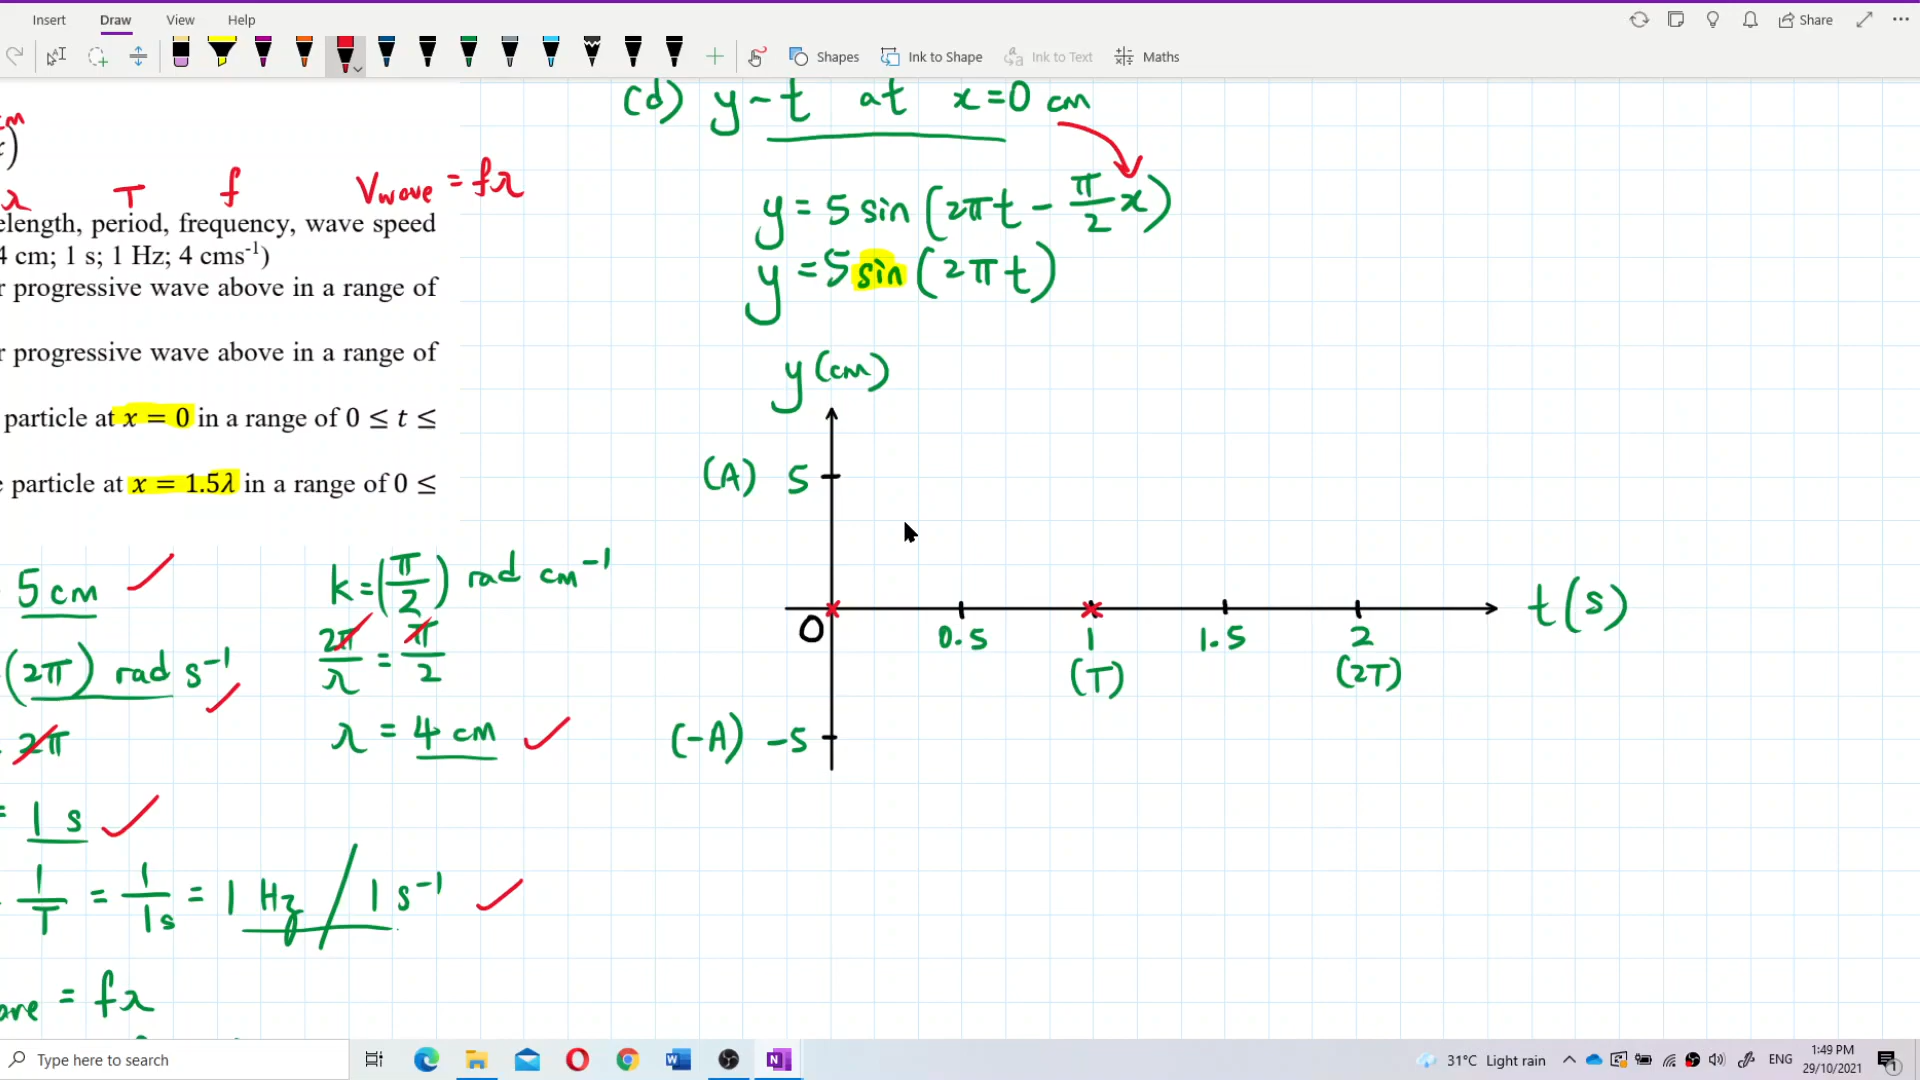 Insert Draw View Help
Share
Shapes Ink to Shape Ink to Text Maths
cm
)
λ T f Vwave = fλ
elength, period, frequency, wave speed
4 cm; 1 s; 1 Hz; 4 cms⁻¹)
r progressive wave above in a range of
r progressive wave above in a range of
particle at x = 0 in a range of 0 ≤ t ≤
e particle at x = 1.5λ in a range of 0 ≤
5 cm
(2π) rad s⁻¹
2π
= 1 s
1/T = 1/1s = 1 Hz / 1 s⁻¹
= fλ
k = (π/2) rad cm⁻¹
2π/λ = π/2
λ = 4 cm
(d) y~t at x=0 cm
y = 5 sin (2πt - π/2 x)
y = 5 sin (2πt)
y (cm)
(A) 5
t (s)
0 0.5 1 1.5 2
(T) (2T)
(-A) -5
Type here to search
31°C Light rain
ENG
1:49 PM
29/10/2021
1